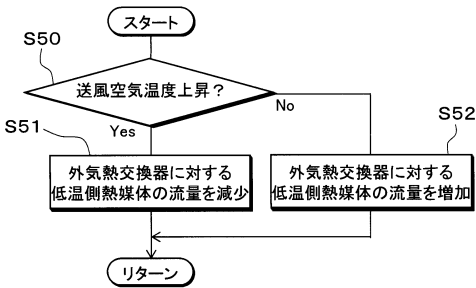 スタート
S50
送風空気温度上昇?
No
Yes
S51
S52
外気熱交換器に対する
低温側熱媒体の流量を減少
外気熱交換器に対する
低温側熱媒体の流量を増加
リターン